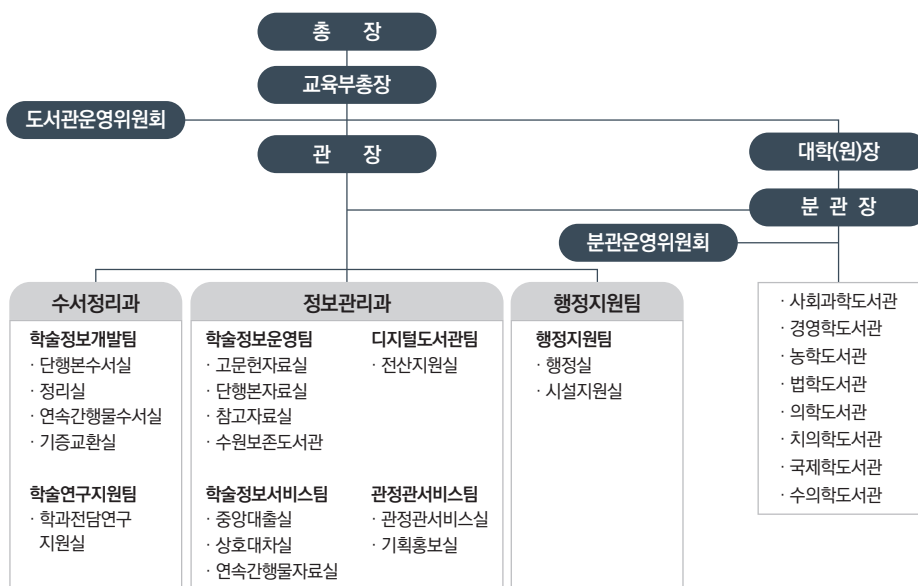 총 장
교육부총장
도서관운영위원회
관 장
대학(원)장
분 관 장
분관운영위원회
수서정리과
학술정보개발팀
· 단행본수서실
· 정리실
· 연속간행물수서실
· 기증교환실
학술연구지원팀
· 학과전담연구
지원실
정보관리과
학술정보운영팀
· 고문헌자료실
· 단행본자료실
· 참고자료실
· 수원보존도서관
디지털도서관팀
· 전산지원실
학술정보서비스팀
· 중앙대출실
· 상호대차실
· 연속간행물자료실
관정관서비스팀
· 관정관서비스실
· 기획홍보실
행정지원팀
행정지원팀
· 행정실
· 시설지원실
· 사회과학도서관
· 경영학도서관
· 농학도서관
· 법학도서관
· 의학도서관
· 치의학도서관
· 국제학도서관
· 수의학도서관